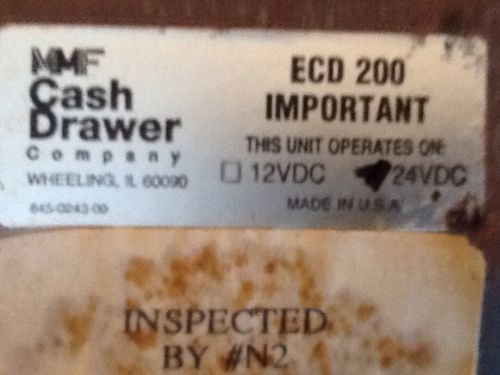 MMF
Cash
Drawer
Company
WHEELING, IL 60090
645-0243-00
ECD 200
IMPORTANT
THIS UNIT OPERATES ON:
12VDC 24VDC
MADE IN U.S.A.
INSPECTED
BY #N2